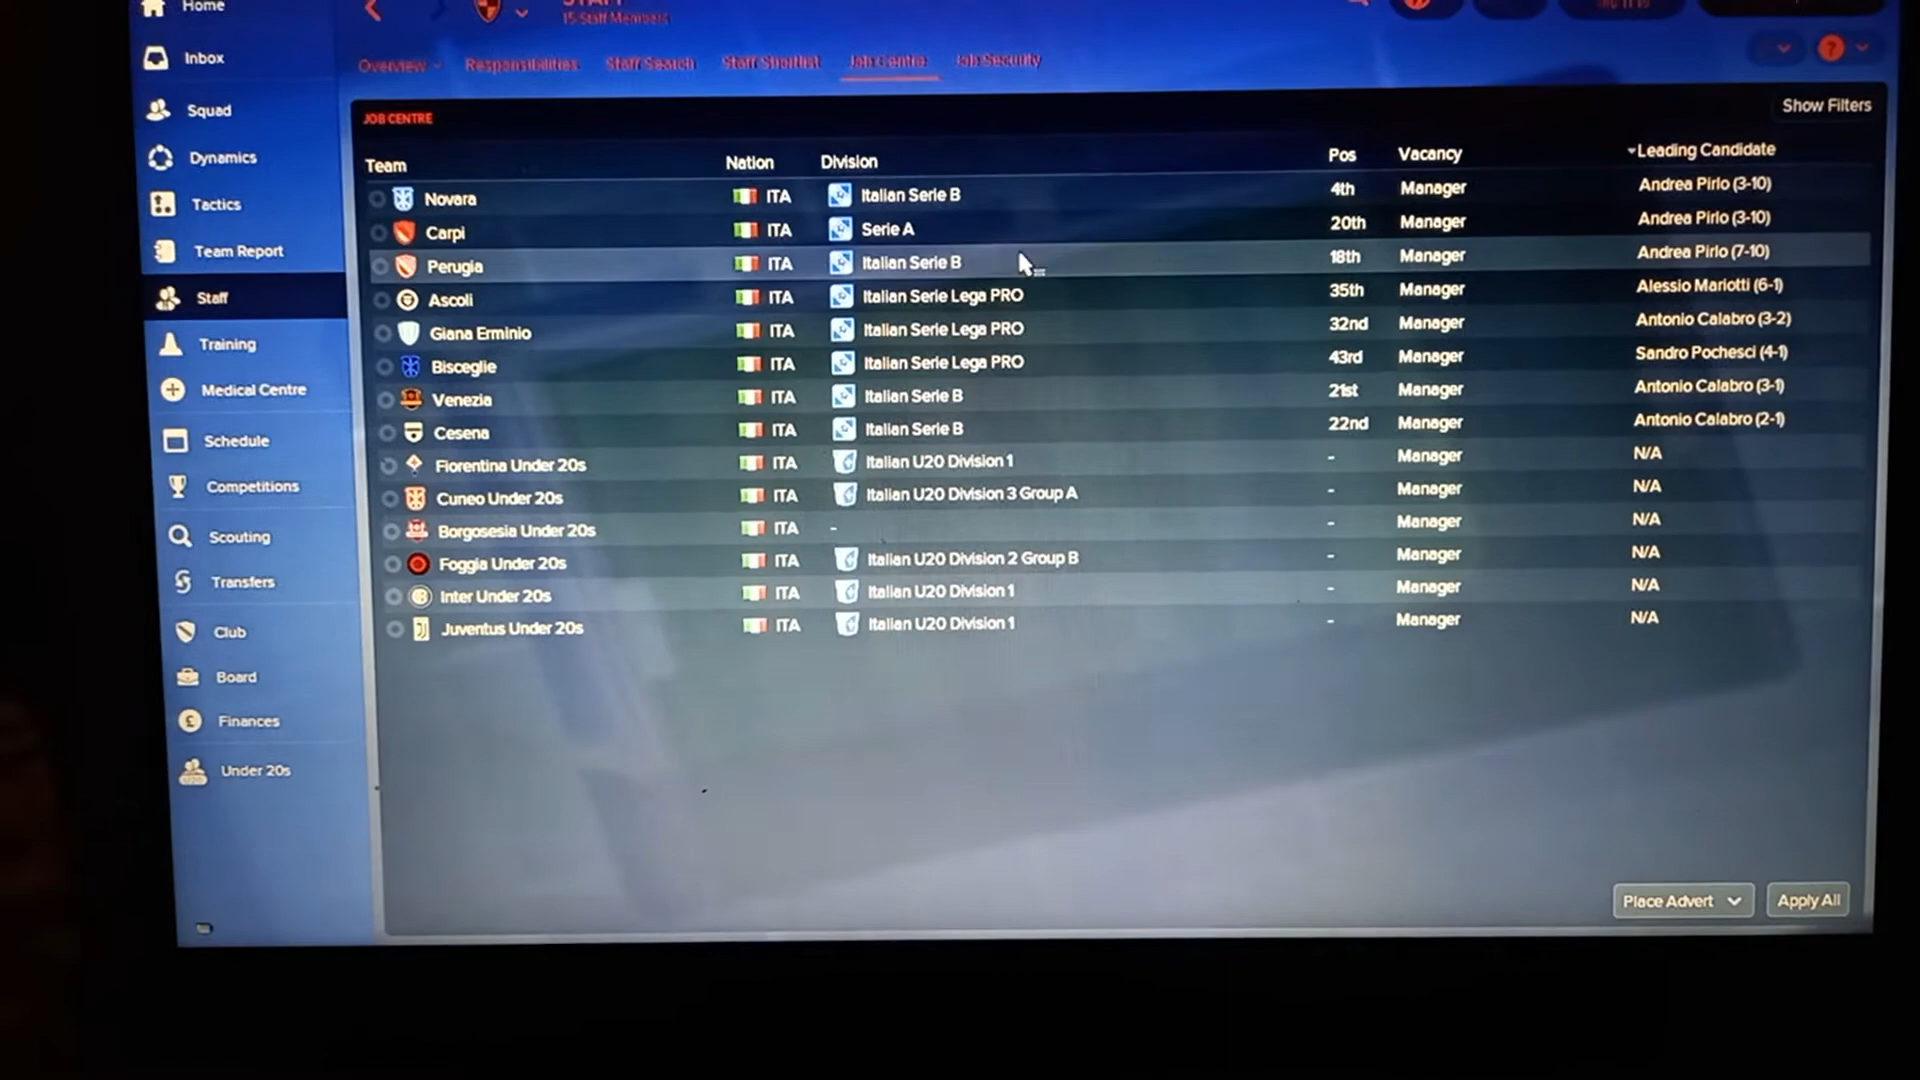 Home
15 Staff Members
Inbox
Overview Responsibilities Staff Search Staff Shortlist Job Centre Job Security
Squad
Dynamics
Tactics
Team Report
Staff
Training
Medical Centre
Schedule
Competitions
Scouting
Transfers
Club
Board
Finances
Under 20s
JOB CENTRE
Show Filters
Team Nation Division Pos Vacancy Leading Candidate
Novara ITA Italian Serie B 4th Manager Andrea Pirlo (3-10)
Carpi ITA Serie A 20th Manager Andrea Pirlo (3-10)
Perugia ITA Italian Serie B 18th Manager Andrea Pirlo (7-10)
Ascoli ITA Italian Serie Lega PRO 35th Manager Alessio Mariotti (6-1)
Giana Erminio ITA Italian Serie Lega PRO 32nd Manager Antonio Calabro (3-2)
Bisceglie ITA Italian Serie Lega PRO 43rd Manager Sandro Pochesci (4-1)
Venezia ITA Italian Serie B 21st Manager Antonio Calabro (3-1)
Cesena ITA Italian Serie B 22nd Manager Antonio Calabro (2-1)
Fiorentina Under 20s ITA Italian U20 Division 1 - Manager N/A
Cuneo Under 20s ITA Italian U20 Division 3 Group A - Manager N/A
Borgosesia Under 20s ITA - - Manager N/A
Foggia Under 20s ITA Italian U20 Division 2 Group B - Manager N/A
Inter Under 20s ITA Italian U20 Division 1 - Manager N/A
Juventus Under 20s ITA Italian U20 Division 1 - Manager N/A
Place Advert Apply All